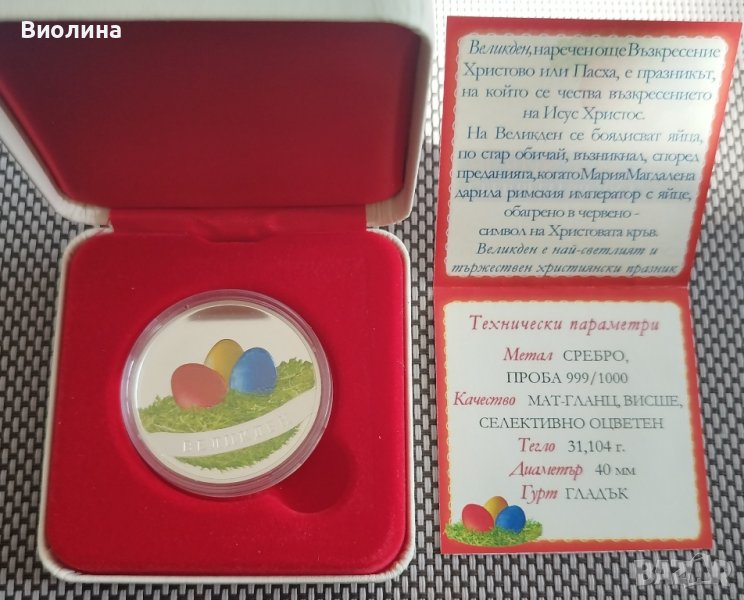 Виолина
Великден, наречен още Възкресение
Христово или Пасха, е празникът,
на който се чества възкресението
на Исус Христос.
На Великден се боядисват яйца,
по стар обичай, възникнал, според
преданията, когато Мария Магдалена
дарила римския император с яйце,
обагрено в червено -
символ на Христовата кръв.
Великден е най-светлият и
тържествен християнски празник
ВЕЛИКДЕН
Технически параметри
Метал СРЕБРО,
ПРОБА 999/1000
Качество МАТ-ГЛАНЦ, ВИСШЕ,
СЕЛЕКТИВНО ОЦВЕТЕН
Тегло 31,104 г.
Диаметър 40 мм
Гурт ГЛАДЪК
BAZAR